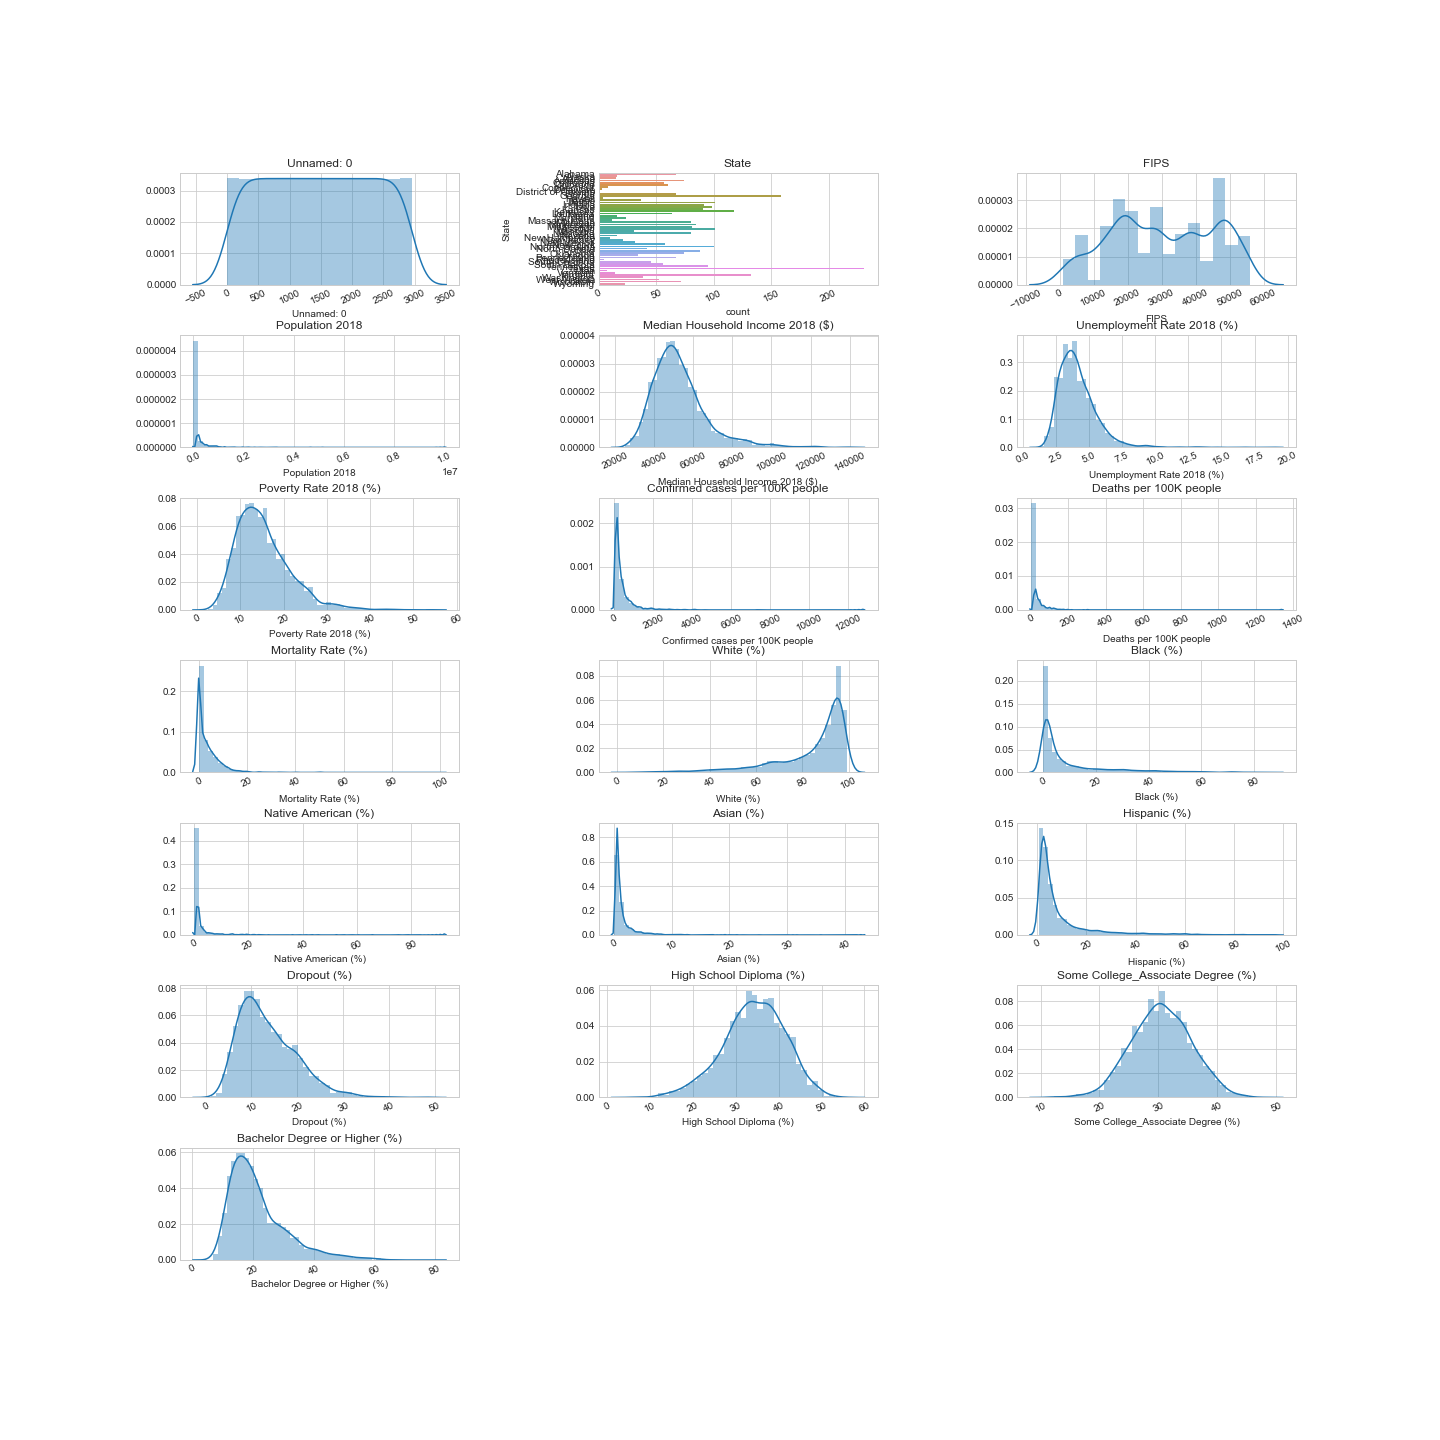 Unnamed: 0
0.0003
0.0002
0.0001
0.0000
−500 0 500 1000 1500 2000 2500 3000 3500
Unnamed: 0
State
State
Alabama
Wyoming
0 50 100 150 200
count
FIPS
0.00003
0.00002
0.00001
0.00000
−10000 0 10000 20000 30000 40000 50000 60000
FIPS
Population 2018
0.000004
0.000003
0.000002
0.000001
0.000000
0.0 0.2 0.4 0.6 0.8 1.0
1e7
Population 2018
Median Household Income 2018 ($)
0.00004
0.00003
0.00002
0.00001
0.00000
20000 40000 60000 80000 100000 120000 140000
Median Household Income 2018 ($)
Unemployment Rate 2018 (%)
0.3
0.2
0.1
0.0
0.0 2.5 5.0 7.5 10.0 12.5 15.0 17.5 20.0
Unemployment Rate 2018 (%)
Poverty Rate 2018 (%)
0.08
0.06
0.04
0.02
0.00
0 10 20 30 40 50 60
Poverty Rate 2018 (%)
Confirmed cases per 100K people
0.002
0.001
0.000
0 2000 4000 6000 8000 10000 12000
Confirmed cases per 100K people
Deaths per 100K people
0.03
0.02
0.01
0.00
0 200 400 600 800 1000 1200 1400
Deaths per 100K people
Mortality Rate (%)
0.2
0.1
0.0
0 20 40 60 80 100
Mortality Rate (%)
White (%)
0.08
0.06
0.04
0.02
0.00
0 20 40 60 80 100
White (%)
Black (%)
0.20
0.15
0.10
0.05
0.00
0 20 40 60 80
Black (%)
Native American (%)
0.4
0.3
0.2
0.1
0.0
0 20 40 60 80
Native American (%)
Asian (%)
0.8
0.6
0.4
0.2
0.0
0 10 20 30 40
Asian (%)
Hispanic (%)
0.15
0.10
0.05
0.00
0 20 40 60 80 100
Hispanic (%)
Dropout (%)
0.08
0.06
0.04
0.02
0.00
0 10 20 30 40 50
Dropout (%)
High School Diploma (%)
0.06
0.04
0.02
0.00
0 10 20 30 40 50 60
High School Diploma (%)
Some College_Associate Degree (%)
0.08
0.06
0.04
0.02
0.00
10 20 30 40 50
Some College_Associate Degree (%)
Bachelor Degree or Higher (%)
0.06
0.04
0.02
0.00
0 20 40 60 80
Bachelor Degree or Higher (%)